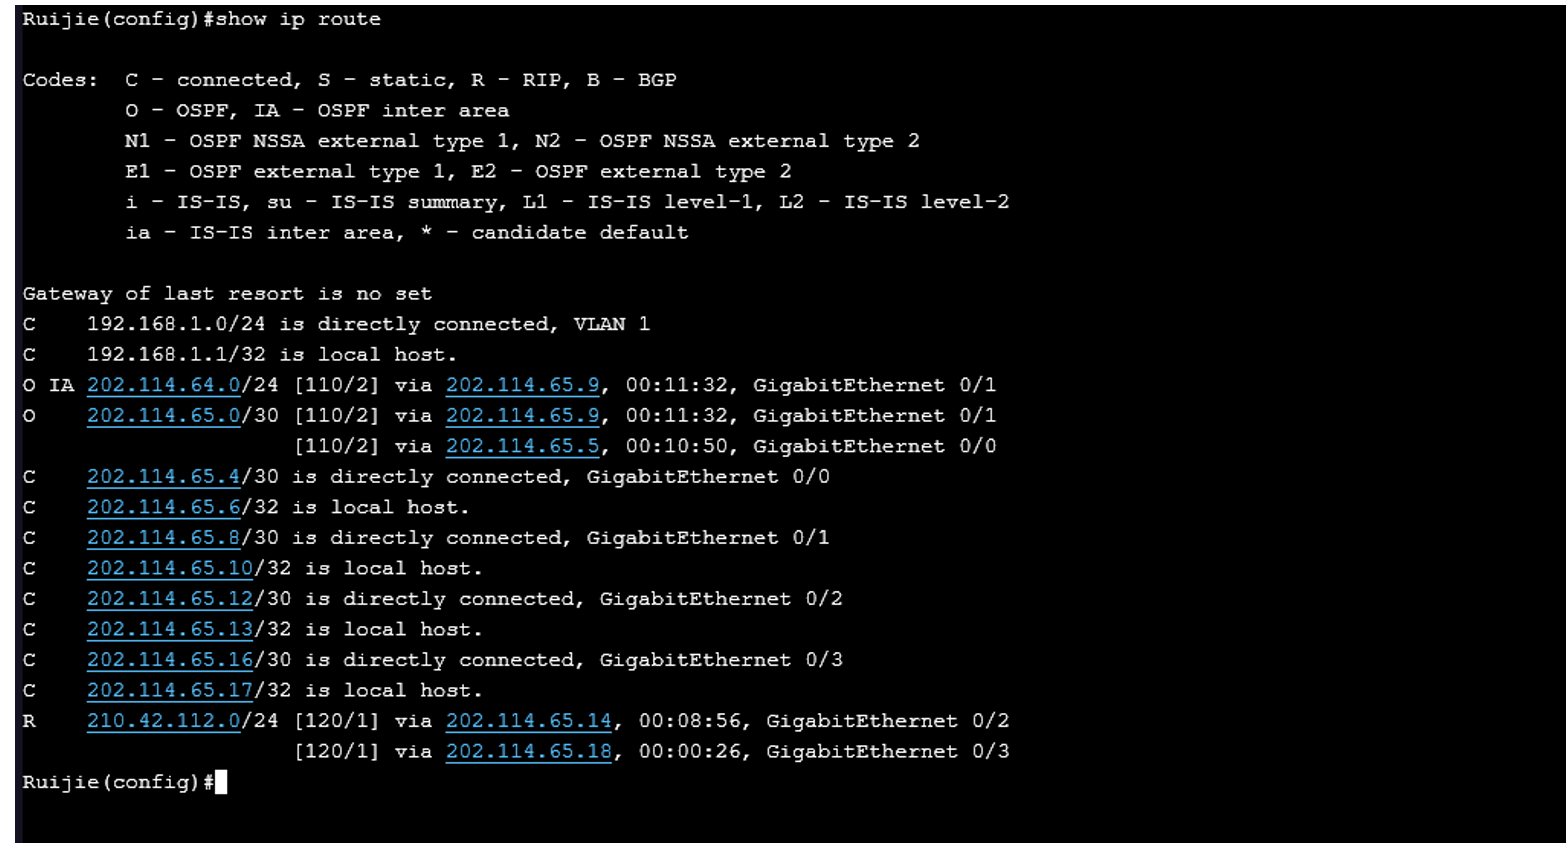 Ruijie(config)#show ip route
Codes:  C - connected, S - static, R - RIP, B - BGP
        O - OSPF, IA - OSPF inter area
        N1 - OSPF NSSA external type 1, N2 - OSPF NSSA external type 2
        E1 - OSPF external type 1, E2 - OSPF external type 2
        i - IS-IS, su - IS-IS summary, L1 - IS-IS level-1, L2 - IS-IS level-2
        ia - IS-IS inter area, * - candidate default
Gateway of last resort is no set
C    192.168.1.0/24 is directly connected, VLAN 1
C    192.168.1.1/32 is local host.
O IA 202.114.64.0/24 [110/2] via 202.114.65.9, 00:11:32, GigabitEthernet 0/1
O    202.114.65.0/30 [110/2] via 202.114.65.9, 00:11:32, GigabitEthernet 0/1
                     [110/2] via 202.114.65.5, 00:10:50, GigabitEthernet 0/0
C    202.114.65.4/30 is directly connected, GigabitEthernet 0/0
C    202.114.65.6/32 is local host.
C    202.114.65.8/30 is directly connected, GigabitEthernet 0/1
C    202.114.65.10/32 is local host.
C    202.114.65.12/30 is directly connected, GigabitEthernet 0/2
C    202.114.65.13/32 is local host.
C    202.114.65.16/30 is directly connected, GigabitEthernet 0/3
C    202.114.65.17/32 is local host.
R    210.42.112.0/24 [120/1] via 202.114.65.14, 00:08:56, GigabitEthernet 0/2
                     [120/1] via 202.114.65.18, 00:00:26, GigabitEthernet 0/3
Ruijie(config)#